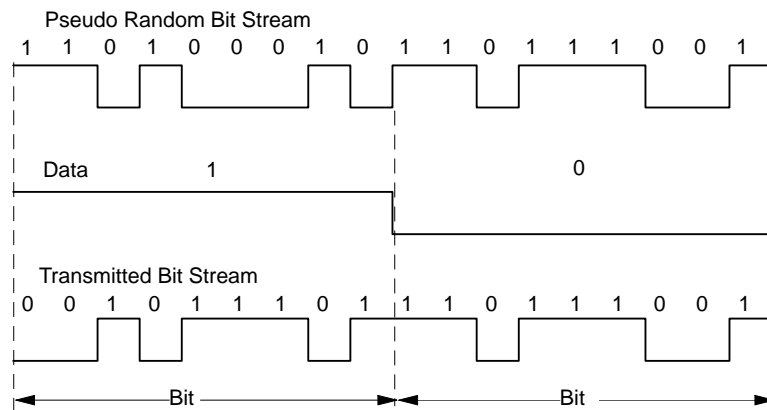 Pseudo Random Bit Stream
1 1 0 1 0 0 0 1 0 1 1 0 1 1 1 0 0 1
Data 1 0
Transmitted Bit Stream
0 0 1 0 1 1 1 0 1 1 1 0 1 1 1 0 0 1
Bit Bit